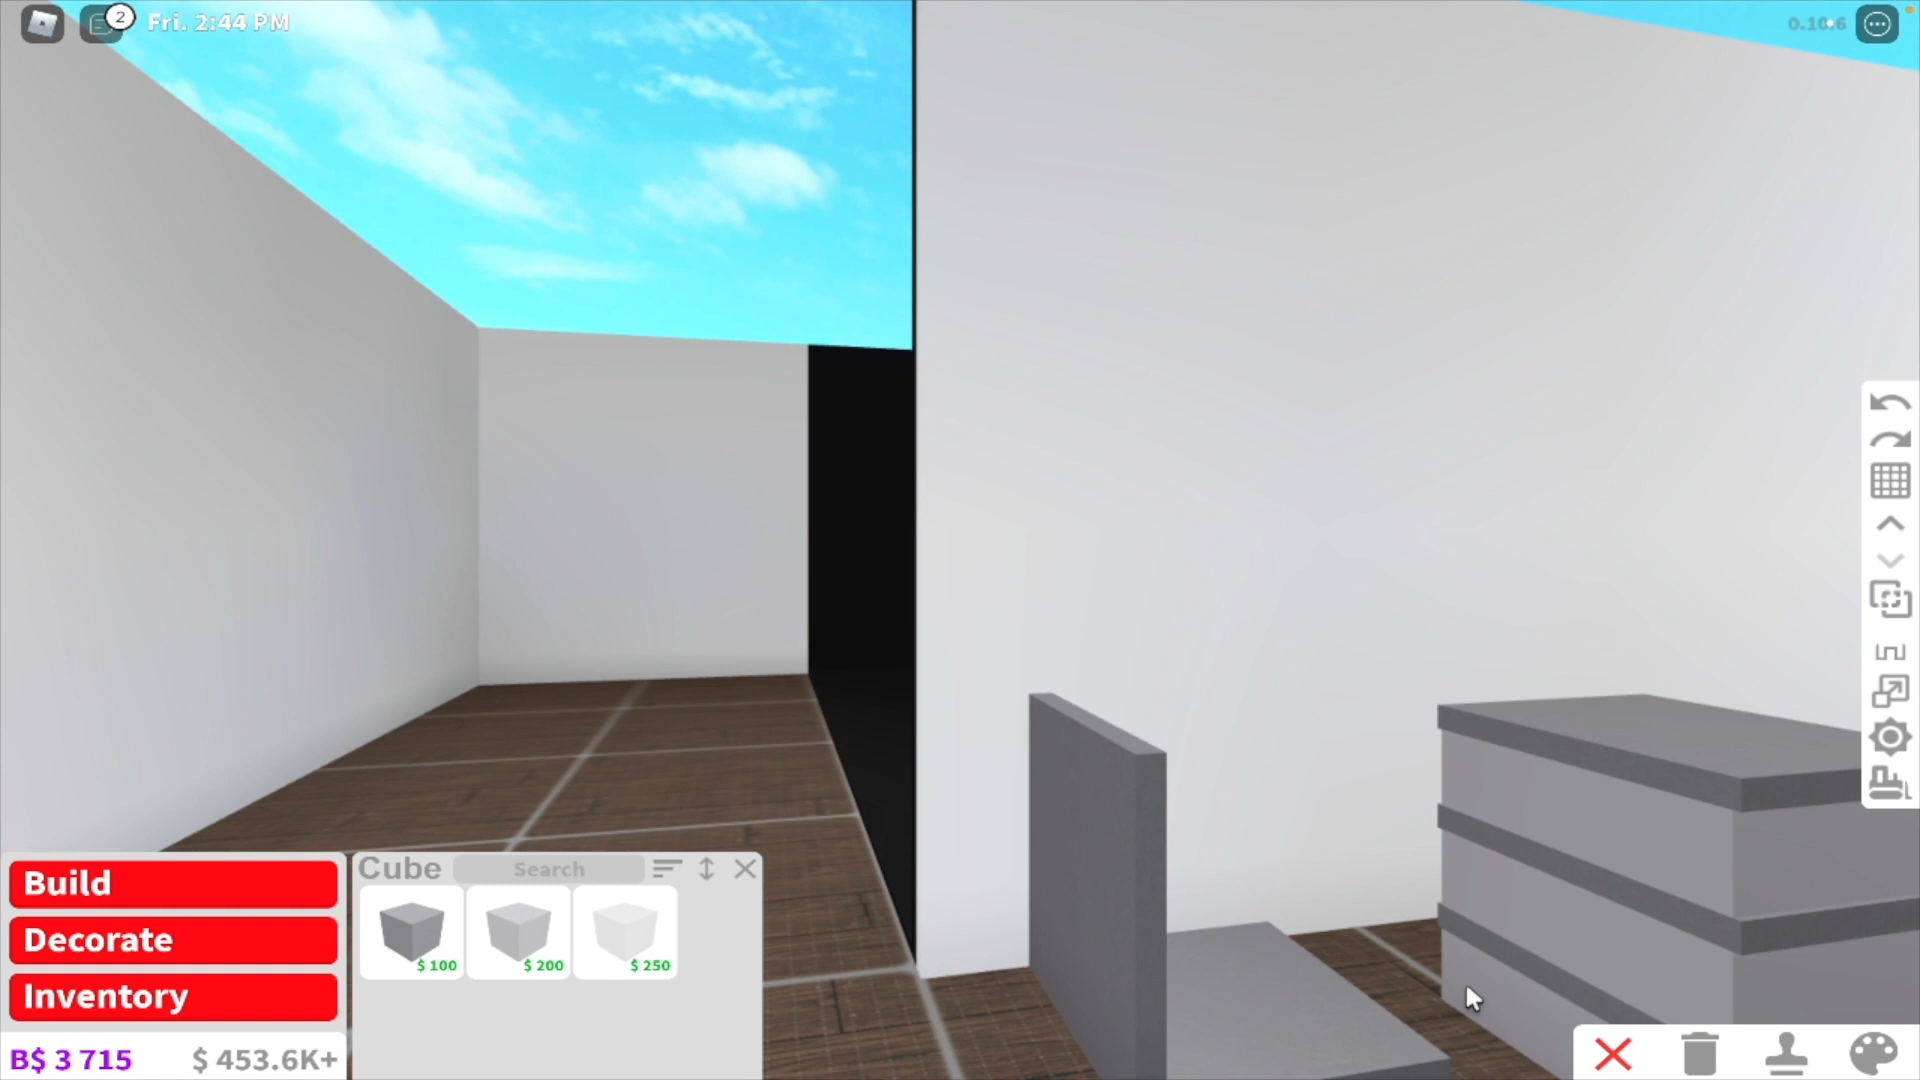 2
Fri. 2:44 PM
0.10.6
Build
Decorate
Inventory
B$ 3 715
$ 453.6K+
Cube
Search
$ 100
$ 200
$ 250